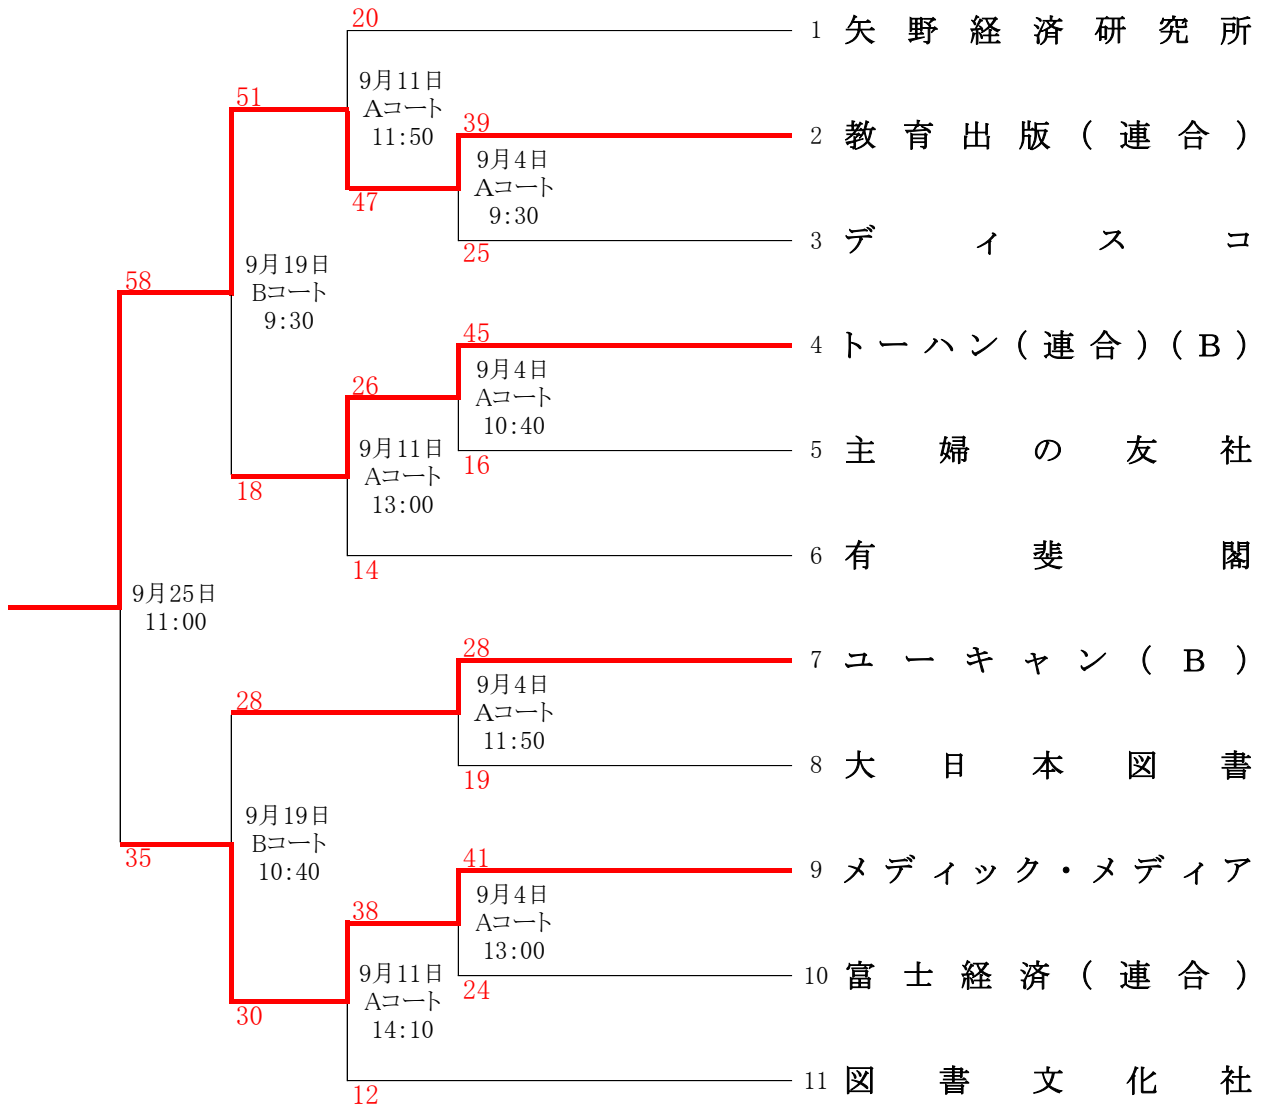 20
1 矢野経済研究所
9月11日
Aコート
11:50
51
39
2 教育出版(連合)
9月4日
Aコート
9:30
47
25
3 ディスコ
9月19日
Bコート
9:30
58
45
4 トーハン(連合)(B)
9月4日
Aコート
10:40
26
16
5 主婦の友社
9月11日
Aコート
13:00
18
14
6 有斐閣
9月25日
11:00
28
7 ユーキャン(B)
9月4日
Aコート
11:50
28
19
8 大日本図書
9月19日
Bコート
10:40
35
41
9 メディック・メディア
9月4日
Aコート
13:00
38
24
10 富士経済(連合)
9月11日
Aコート
14:10
30
12
11 図書文化社